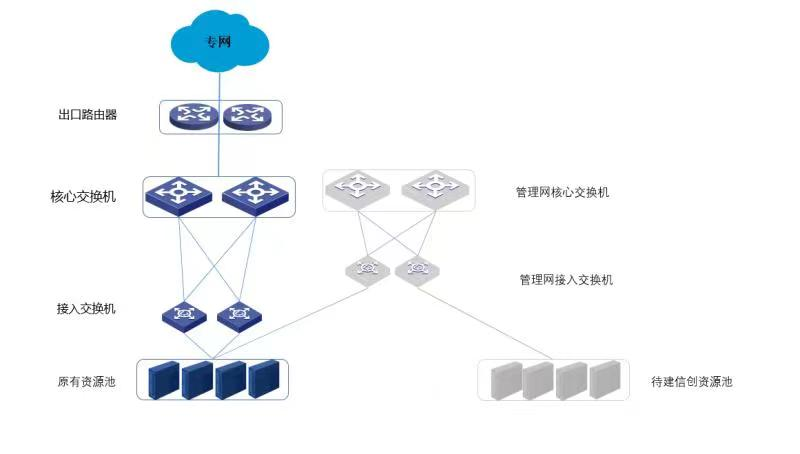 专网
出口路由器
核心交换机
管理网核心交换机
管理网接入交换机
接入交换机
原有资源池
待建信创资源池